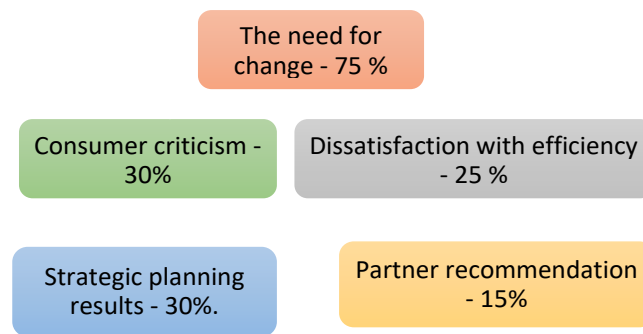 The need for
change - 75 %
Consumer criticism -
30%
Dissatisfaction with efficiency
- 25 %
Strategic planning
results - 30%.
Partner recommendation
- 15%